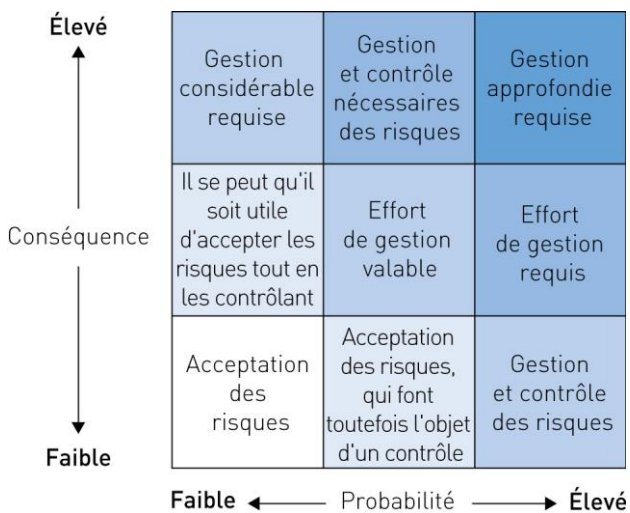 Élevé
Gestion
considérable
requise
Gestion
et contrôle
nécessaires
des risques
Gestion
approfondie
requise
Conséquence
Il se peut qu'il
soit utile
d'accepter les
risques tout en
les contrôlant
Effort
de gestion
valable
Effort
de gestion
requis
Acceptation
des
risques
Acceptation
des risques,
qui font
toutefois l'objet
d'un contrôle
Gestion
et contrôle
des risques
Faible
Faible
Probabilité
Élevé